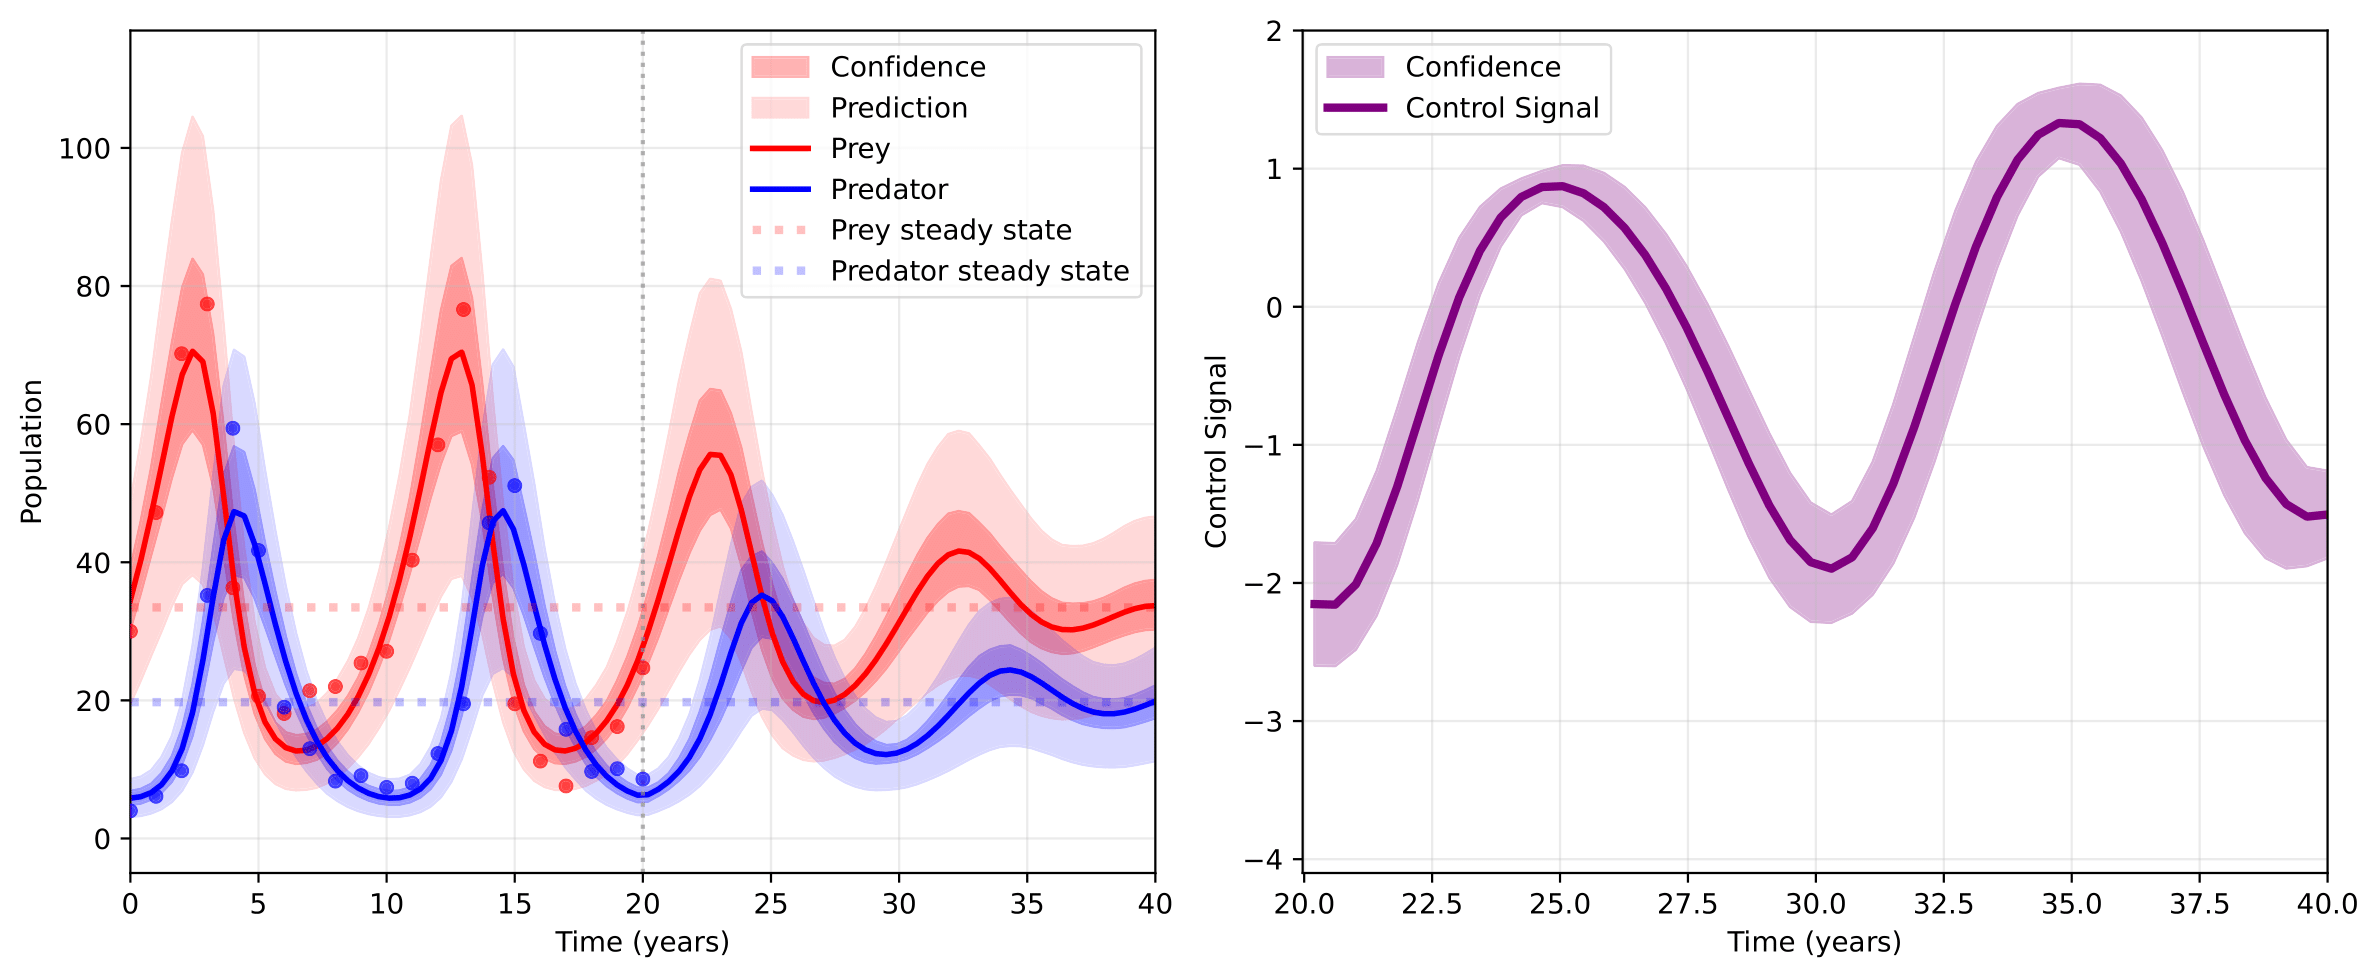 Population
100
80
60
40
20
0
0 5 10 15 20 25 30 35 40
Time (years)
Confidence
Prediction
Prey
Predator
Prey steady state
Predator steady state
Control Signal
2
1
0
−1
−2
−3
−4
20.0 22.5 25.0 27.5 30.0 32.5 35.0 37.5 40.0
Time (years)
Confidence
Control Signal